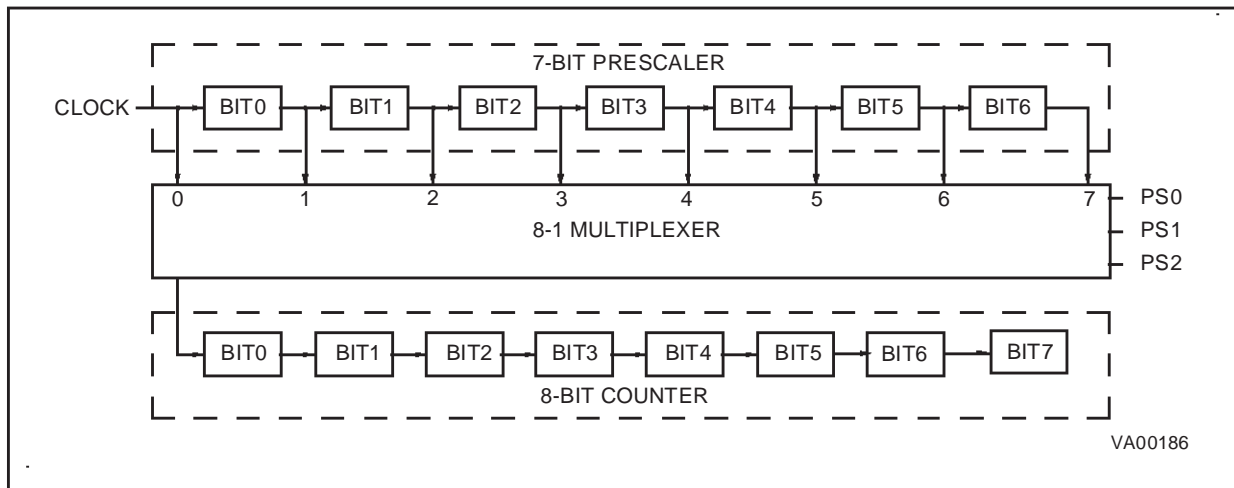 7-BIT PRESCALER
CLOCK BIT0 BIT1 BIT2 BIT3 BIT4 BIT5 BIT6
0 1 2 3 4 5 6 7
PS0
8-1 MULTIPLEXER
PS1
PS2
BIT0 BIT1 BIT2 BIT3 BIT4 BIT5 BIT6 BIT7
8-BIT COUNTER
VA00186